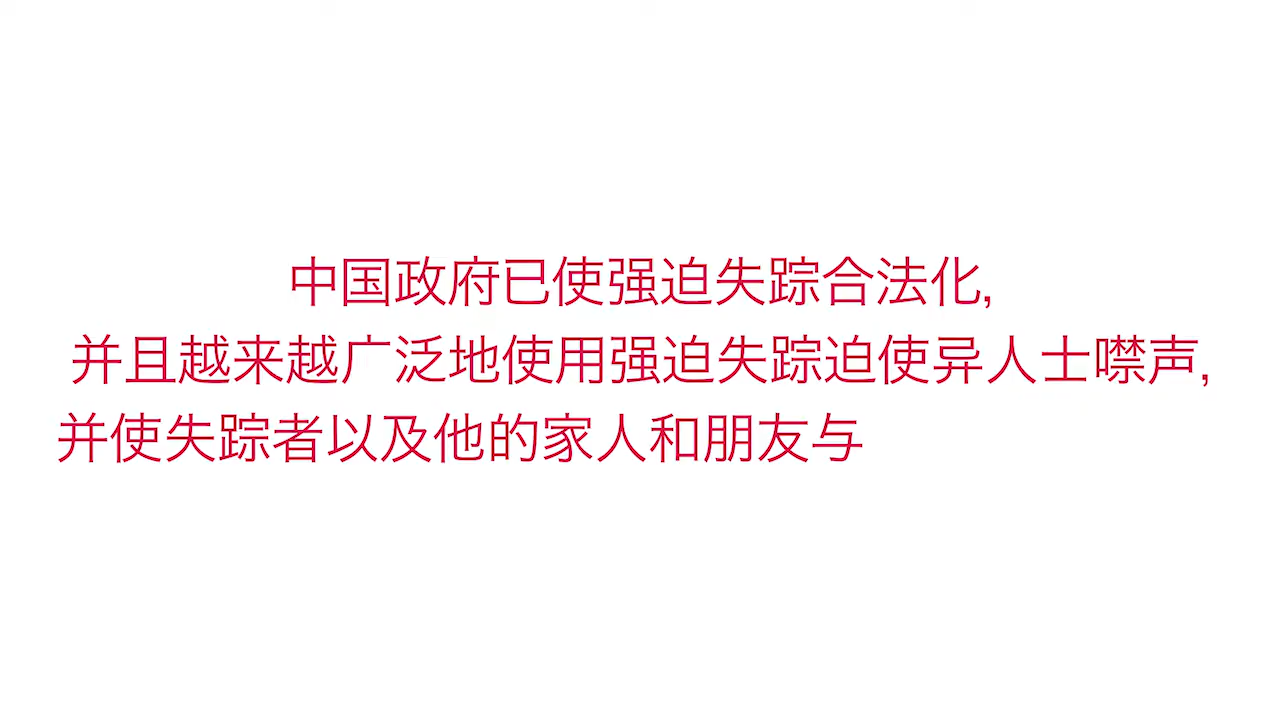 中国政府已使强迫失踪合法化,
并且越来越广泛地使用强迫失踪迫使异人士噤声,
并使失踪者以及他的家人和朋友与